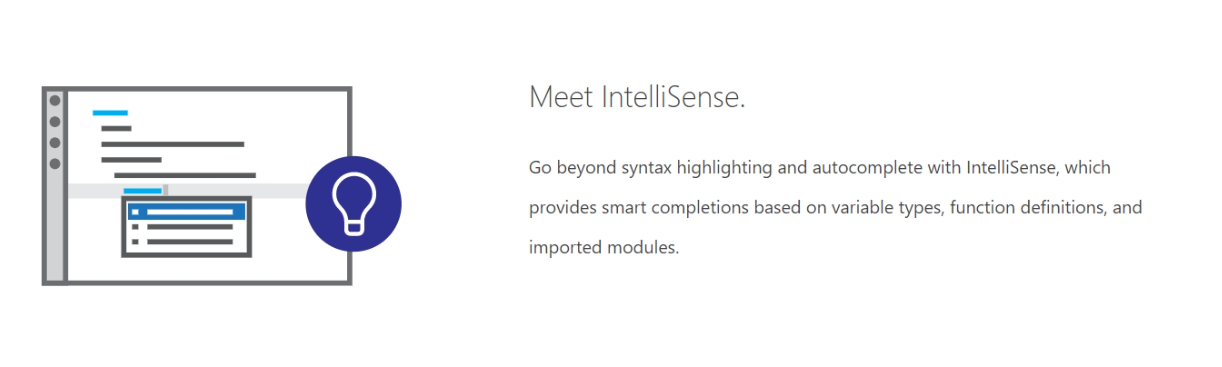 Meet IntelliSense.
Go beyond syntax highlighting and autocomplete with IntelliSense, which
provides smart completions based on variable types, function definitions, and
imported modules.